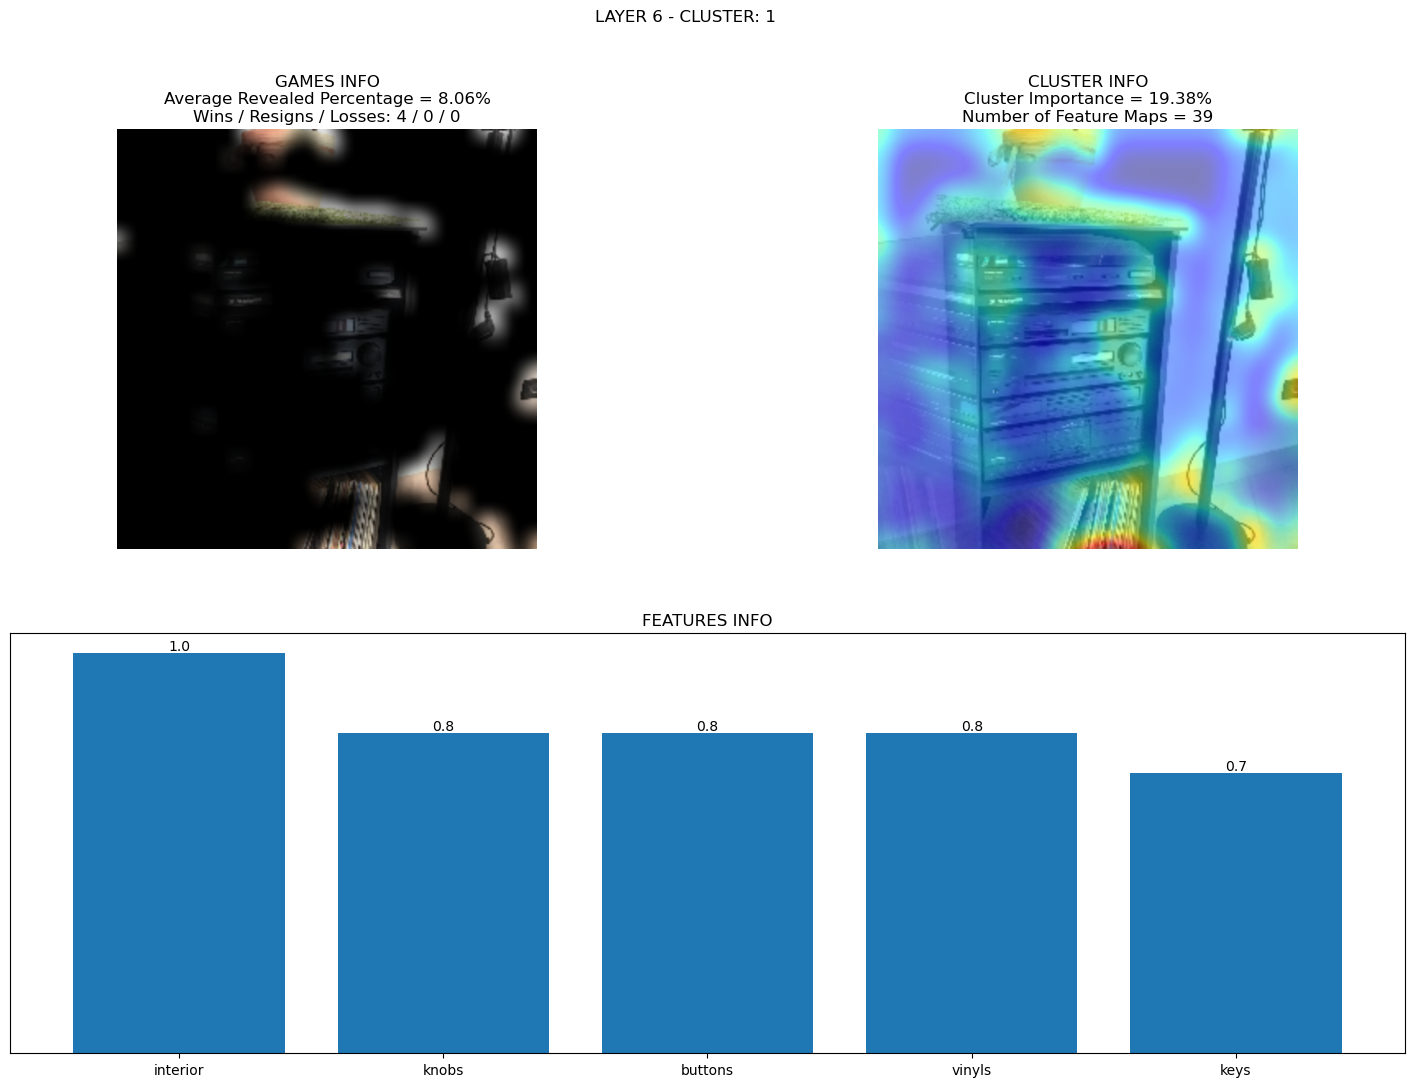 LAYER 6 - CLUSTER: 1
GAMES INFO
Average Revealed Percentage = 8.06%
Wins / Resigns / Losses: 4 / 0 / 0
CLUSTER INFO
Cluster Importance = 19.38%
Number of Feature Maps = 39
FEATURES INFO
1.0
0.8
0.8
0.8
0.7
interior
knobs
buttons
vinyls
keys